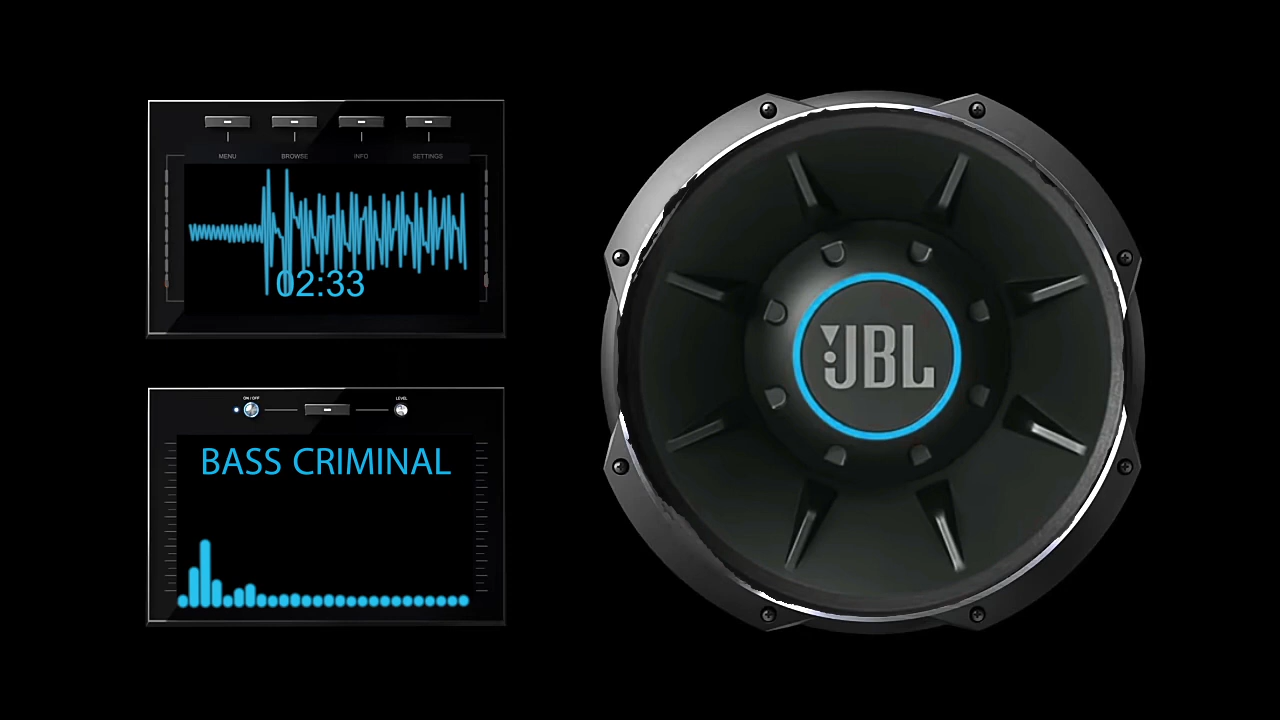 MENU BROWSE INFO SETTINGS
02:33
ON / OFF LEVEL
BASS CRIMINAL
JBL